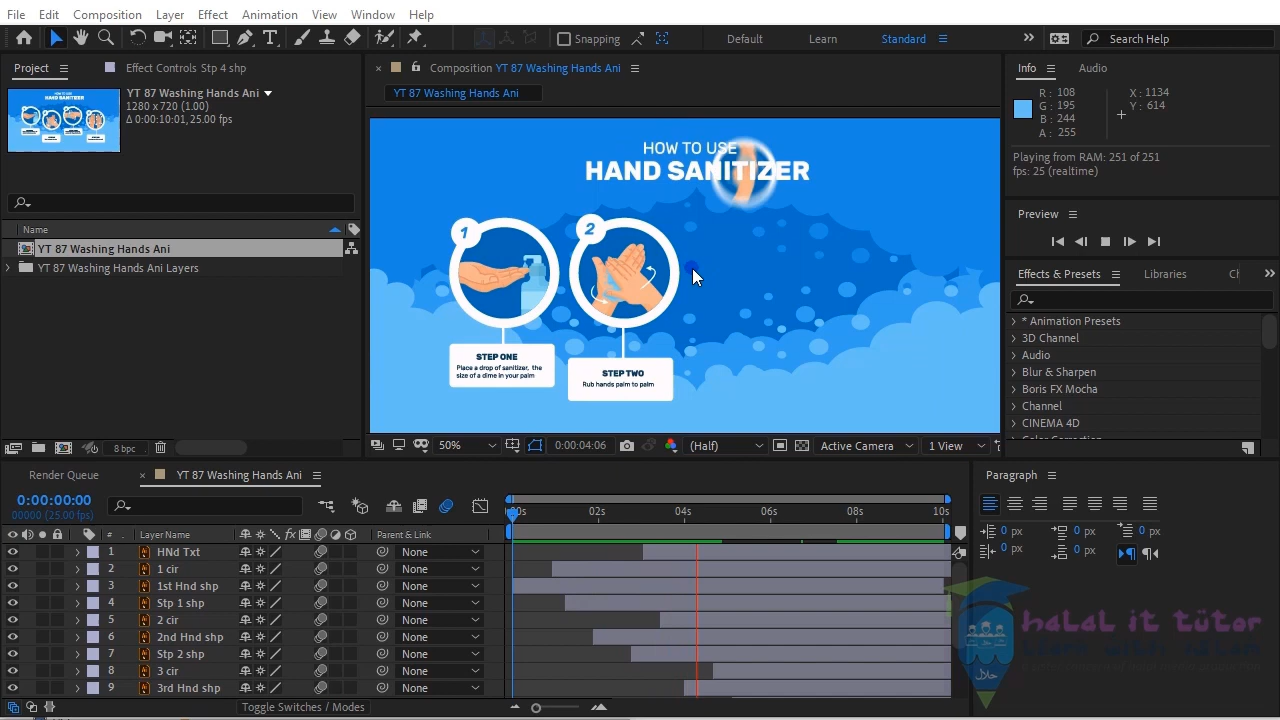 File Edit Composition Layer Effect Animation View Window Help
Snapping Default Learn Standard Search Help
Project Effect Controls Stp 4 shp
YT 87 Washing Hands Ani
1280 x 720 (1.00)
Δ 0:00:10:01, 25.00 fps
Name
YT 87 Washing Hands Ani
YT 87 Washing Hands Ani Layers
8 bpc
Composition YT 87 Washing Hands Ani
YT 87 Washing Hands Ani
HOW TO USE
HAND SANITIZER
1
2
STEP ONE
Place a drop of sanitizer, the
size of a dime in your palm
STEP TWO
Rub hands palm to palm
50% 0:00:04:06 (Half) Active Camera 1 View
Info Audio
R: 108
G: 195
B: 244
A: 255
X: 1134
Y: 614
Playing from RAM: 251 of 251
fps: 25 (realtime)
Preview
Effects & Presets Libraries
* Animation Presets
3D Channel
Audio
Blur & Sharpen
Boris FX Mocha
Channel
CINEMA 4D
Render Queue YT 87 Washing Hands Ani
0:00:00:00
00000 (25.00 fps)
02s 04s 06s 08s 10s
# Layer Name fx Parent & Link
1 HNd Txt None
2 1 cir None
3 1st Hnd shp None
4 Stp 1 shp None
5 2 cir None
6 2nd Hnd shp None
7 Stp 2 shp None
8 3 cir None
9 3rd Hnd shp None
Toggle Switches / Modes
Paragraph
0 px 0 px 0 px
0 px 0 px
halal it tutor
حلال